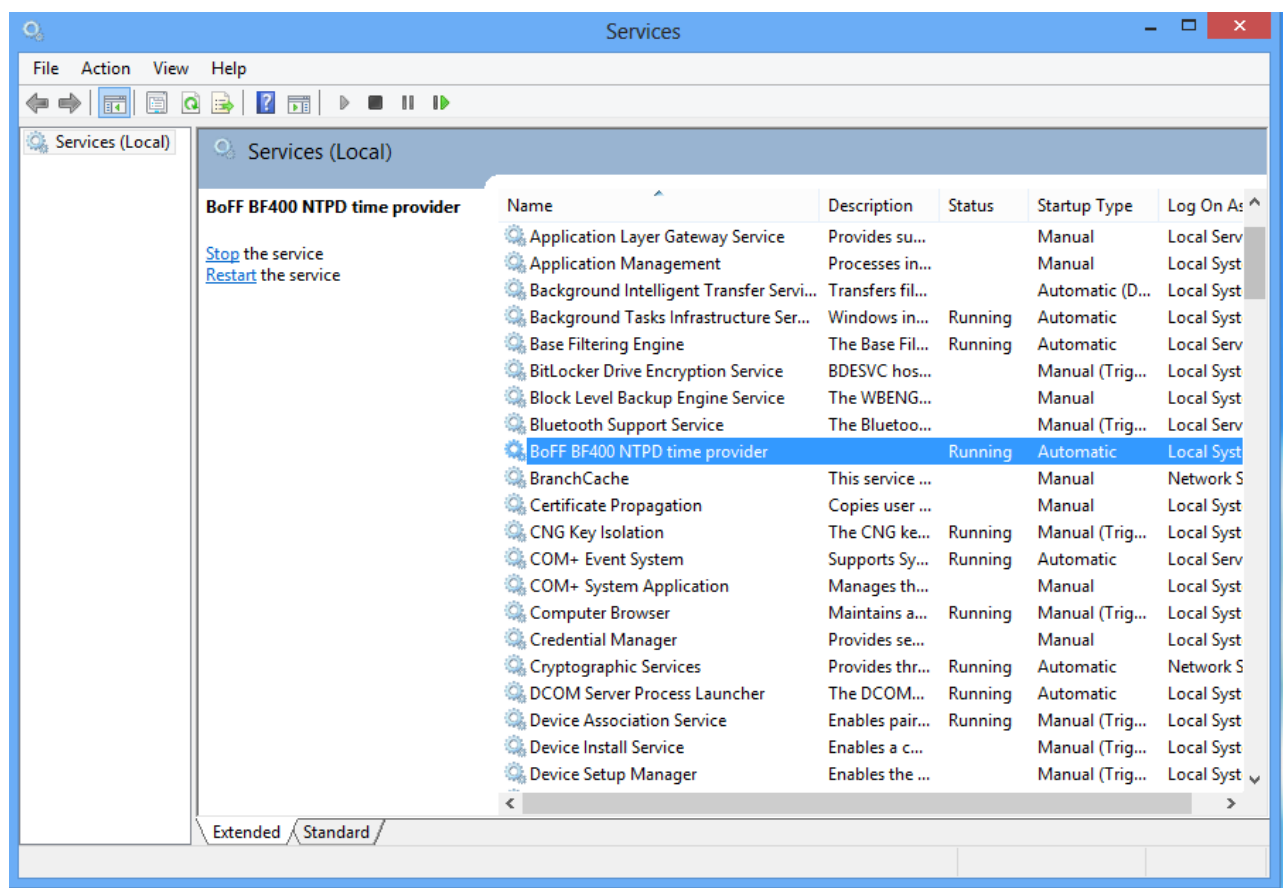 Services
File Action View Help
Services (Local)
Services (Local)
BoFF BF400 NTPD time provider
Stop the service
Restart the service
Name Description Status Startup Type Log On As
Application Layer Gateway Service Provides su... Manual Local Serv
Application Management Processes in... Manual Local Syst
Background Intelligent Transfer Servi... Transfers fil... Automatic (D... Local Syst
Background Tasks Infrastructure Ser... Windows in... Running Automatic Local Syst
Base Filtering Engine The Base Fil... Running Automatic Local Serv
BitLocker Drive Encryption Service BDESVC hos... Manual (Trig... Local Syst
Block Level Backup Engine Service The WBENG... Manual Local Syst
Bluetooth Support Service The Bluetoo... Manual (Trig... Local Serv
BoFF BF400 NTPD time provider Running Automatic Local Syst
BranchCache This service ... Manual Network S
Certificate Propagation Copies user ... Manual Local Syst
CNG Key Isolation The CNG ke... Running Manual (Trig... Local Syst
COM+ Event System Supports Sy... Running Automatic Local Serv
COM+ System Application Manages th... Manual Local Syst
Computer Browser Maintains a... Running Manual (Trig... Local Syst
Credential Manager Provides se... Manual Local Syst
Cryptographic Services Provides thr... Running Automatic Network S
DCOM Server Process Launcher The DCOM... Running Automatic Local Syst
Device Association Service Enables pair... Running Manual (Trig... Local Syst
Device Install Service Enables a c... Manual (Trig... Local Syst
Device Setup Manager Enables the ... Manual (Trig... Local Syst
Extended Standard